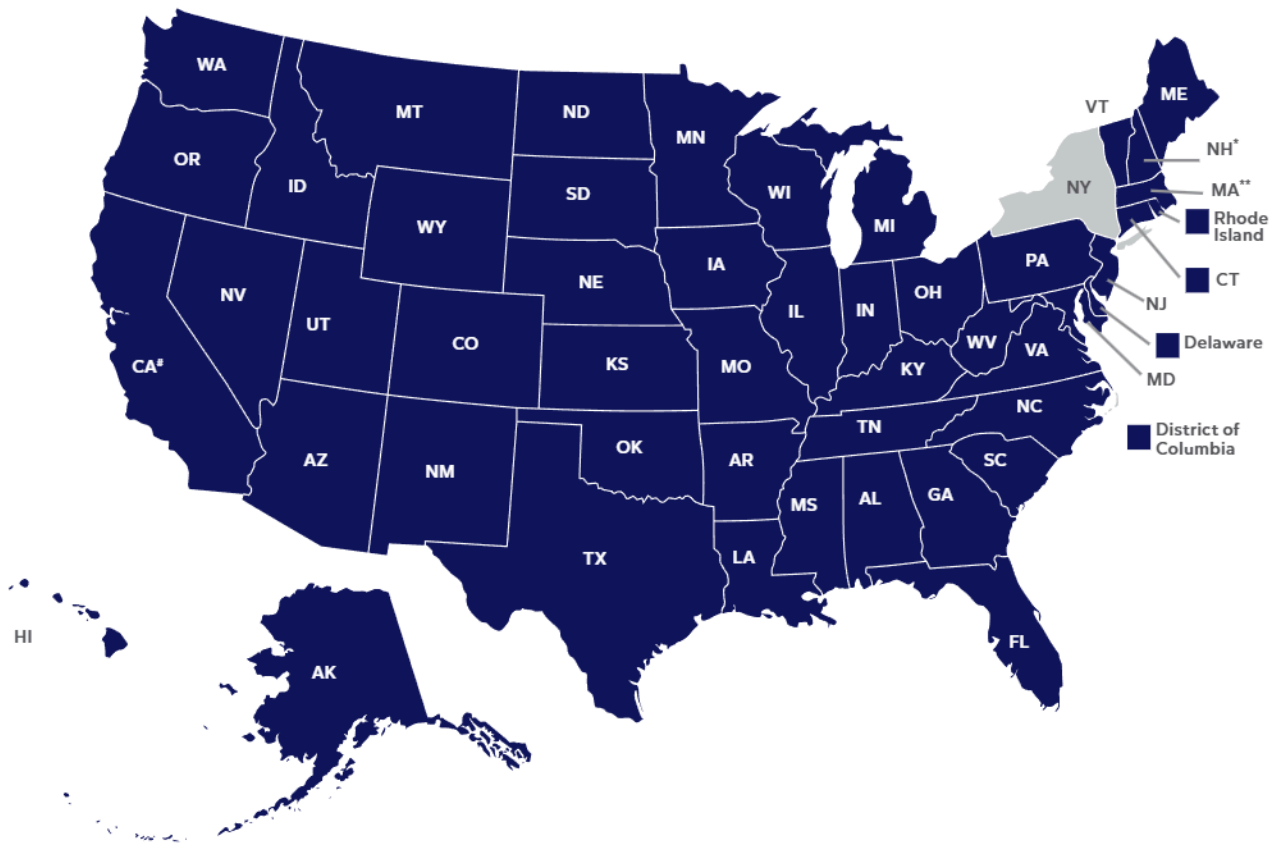 WA
MT
ND
MN
VT
ME
OR
ID
SD
WI
MI
NY
NH*
MA**
WY
Rhode
Island
IA
NE
PA
CT
NV
UT
CO
IL
IN
OH
NJ
CA#
KS
MO
KY
WV
VA
Delaware
MD
NC
AZ
NM
OK
AR
TN
SC
District of
Columbia
MS
AL
GA
TX
LA
HI
AK
FL